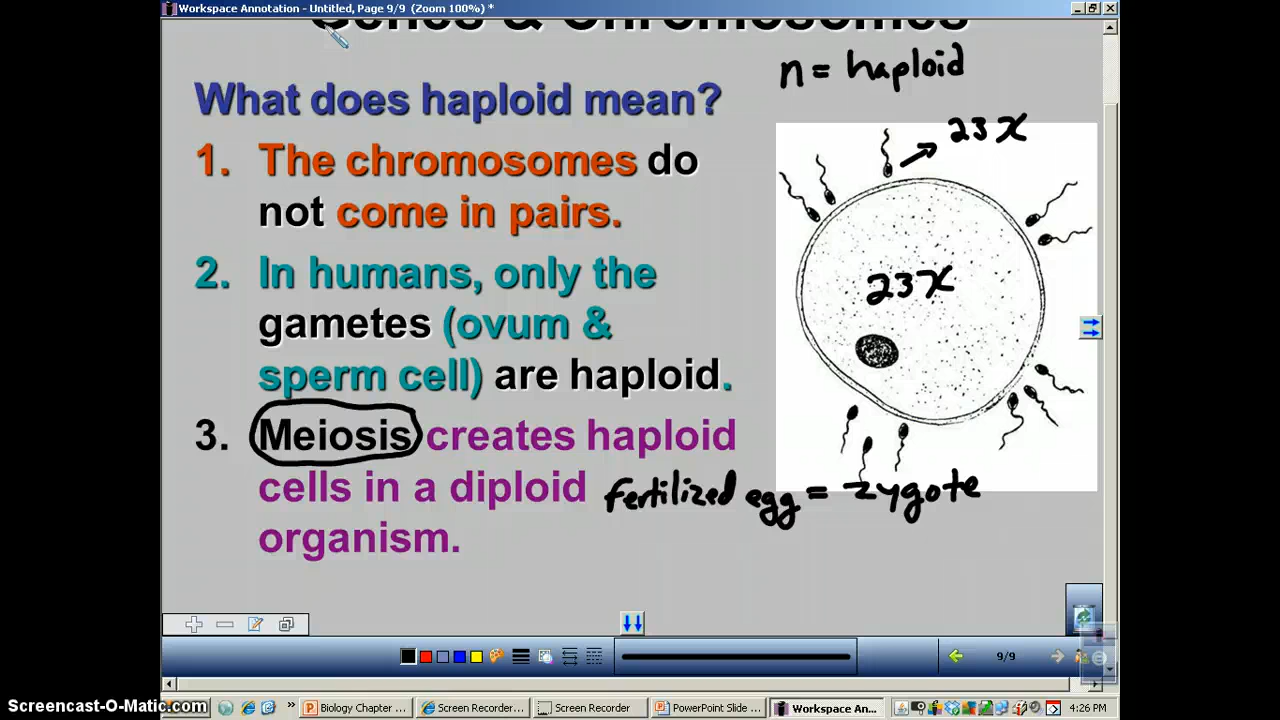 Workspace Annotation - Untitled, Page 9/9 (Zoom 100%) *
Genes & Chromosomes
n = haploid
What does haploid mean?
23x
1. The chromosomes do
not come in pairs.
2. In humans, only the
23x
gametes (ovum &
sperm cell) are haploid.
3. Meiosis creates haploid
cells in a diploid
fertilized egg = zygote
organism.
9/9
Screencast-O-Matic.com
»
Biology Chapter ...
Screen Recorder...
Screen Recorder
PowerPoint Slide ...
Workspace An...
4:26 PM